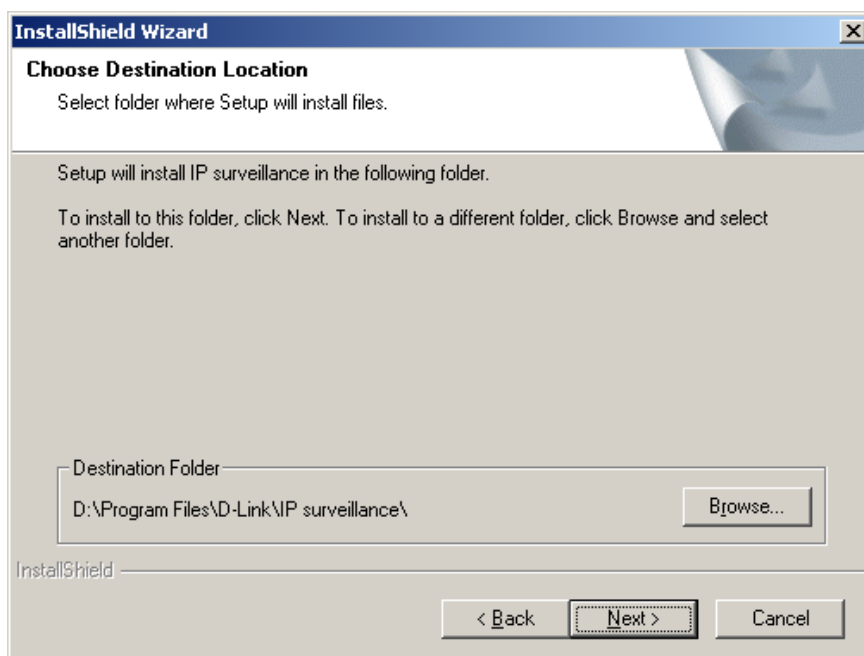 InstallShield Wizard
Choose Destination Location
Select folder where Setup will install files.
Setup will install IP surveillance in the following folder.
To install to this folder, click Next. To install to a different folder, click Browse and select
another folder.
Destination Folder
D:\Program Files\D-Link\IP surveillance\
Browse...
InstallShield
< Back
Next >
Cancel